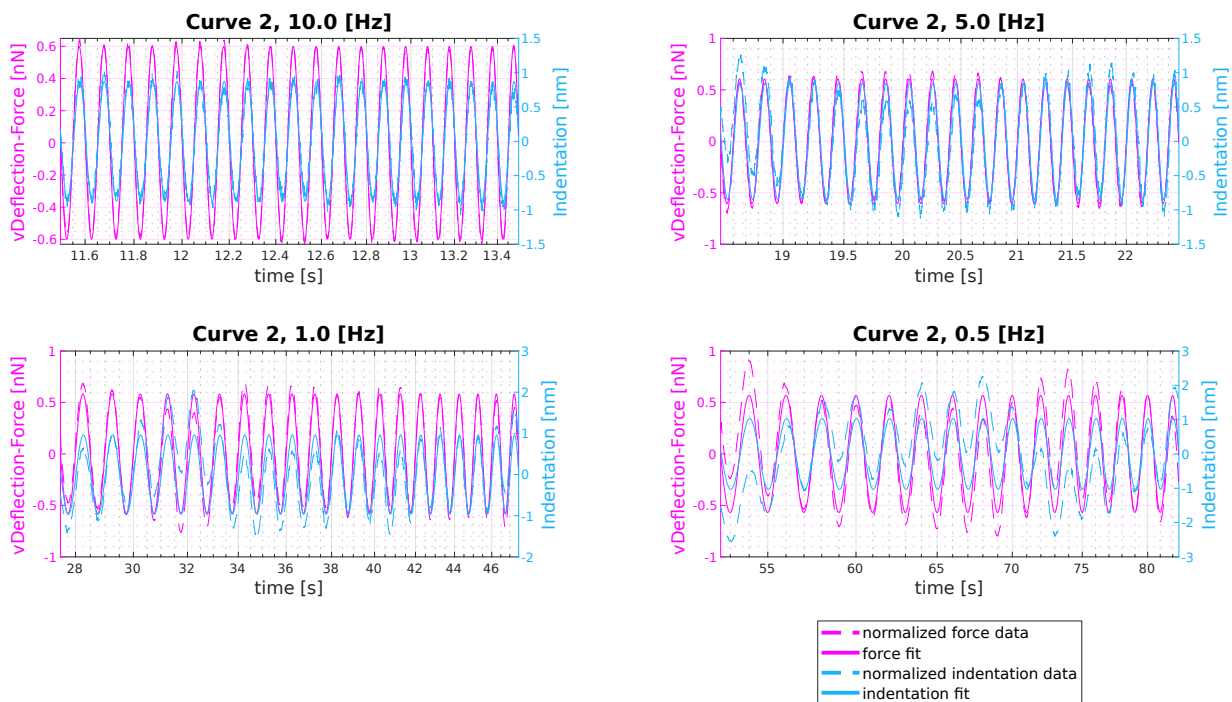 Curve 2, 10.0 [Hz]
vDeflection-Force [nN]
0.6
0.4
0.2
0
-0.2
-0.4
-0.6
1.5
1
0.5
0
-0.5
-1
-1.5
Indentation [nm]
11.6 11.8 12 12.2 12.4 12.6 12.8 13 13.2 13.4
time [s]
Curve 2, 5.0 [Hz]
vDeflection-Force [nN]
1
0.5
0
-0.5
-1
1.5
1
0.5
0
-0.5
-1
-1.5
Indentation [nm]
19 19.5 20 20.5 21 21.5 22
time [s]
Curve 2, 1.0 [Hz]
vDeflection-Force [nN]
1
0.5
0
-0.5
-1
3
2
1
0
-1
-2
Indentation [nm]
28 30 32 34 36 38 40 42 44 46
time [s]
Curve 2, 0.5 [Hz]
vDeflection-Force [nN]
1
0.5
0
-0.5
-1
3
2
1
0
-1
-2
-3
Indentation [nm]
55 60 65 70 75 80
time [s]
normalized force data
force fit
normalized indentation data
indentation fit